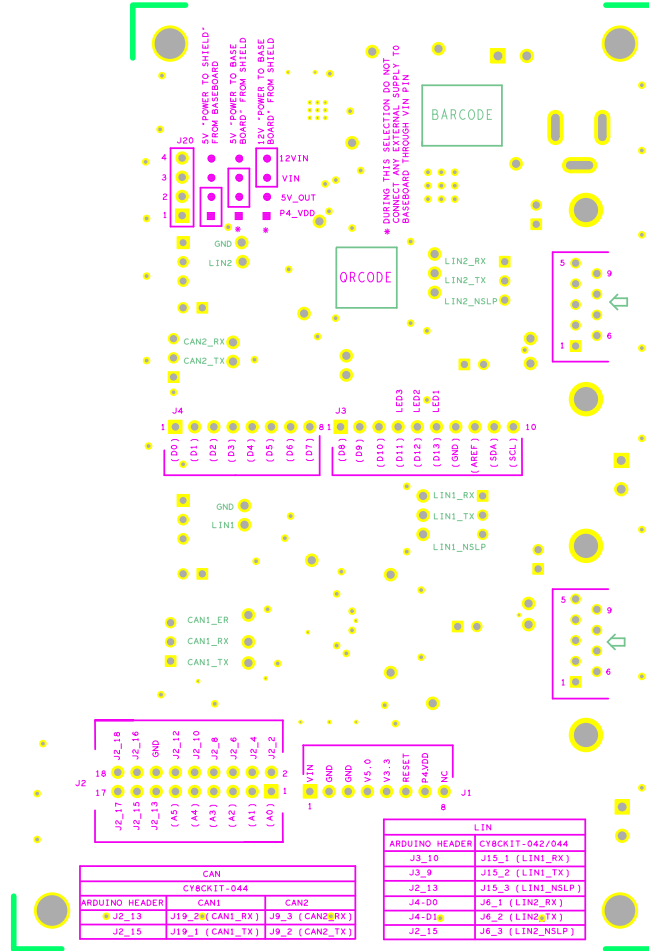 5V "POWER TO SHIELD"
FROM BASEBOARD
5V "POWER TO BASE
BOARD" FROM SHIELD
12V "POWER TO BASE
BOARD" FROM SHIELD
* DURING THIS SELECTION DO NOT
CONNECT ANY EXTERNAL SUPPLY TO
BASEBOARD THROUGH VIN PIN
BARCODE
J20
4
12VIN
3
VIN
2
5V_OUT
1
P4_VDD
* *
GND
LIN2
QRCODE
LIN2_RX
LIN2_TX
LIN2_NSLP
5
9
6
1
CAN2_RX
CAN2_TX
LED3
LED2
LED1
J4
J3
1
8
1
10
(D0)
(D1)
(D2)
(D3)
(D4)
(D5)
(D6)
(D7)
(D8)
(D9)
(D10)
(D11)
(D12)
(D13)
(GND)
(AREF)
(SDA)
(SCL)
GND
LIN1
LIN1_RX
LIN1_TX
LIN1_NSLP
5
9
6
1
CAN1_ER
CAN1_RX
CAN1_TX
J2_18
J2_16
GND
J2_12
J2_10
J2_8
J2_6
J2_4
J2_2
18
2
J2
17
1
J2_17
J2_15
J2_13
(A5)
(A4)
(A3)
(A2)
(A1)
(A0)
VIN
GND
GND
V5.0
V3.3
RESET
P4.VDD
NC
J1
1
8
LIN
ARDUINO HEADER CY8CKIT-042/044
J3_10 J15_1 (LIN1_RX)
J3_9 J15_2 (LIN1_TX)
J2_13 J15_3 (LIN1_NSLP)
J4-D0 J6_1 (LIN2_RX)
J4-D1 J6_2 (LIN2_TX)
J2_15 J6_3 (LIN2_NSLP)
CAN
CY8CKIT-044
ARDUINO HEADER CAN1 CAN2
J2_13 J19_2 (CAN1_RX) J9_3 (CAN2_RX)
J2_15 J19_1 (CAN1_TX) J9_2 (CAN2_TX)